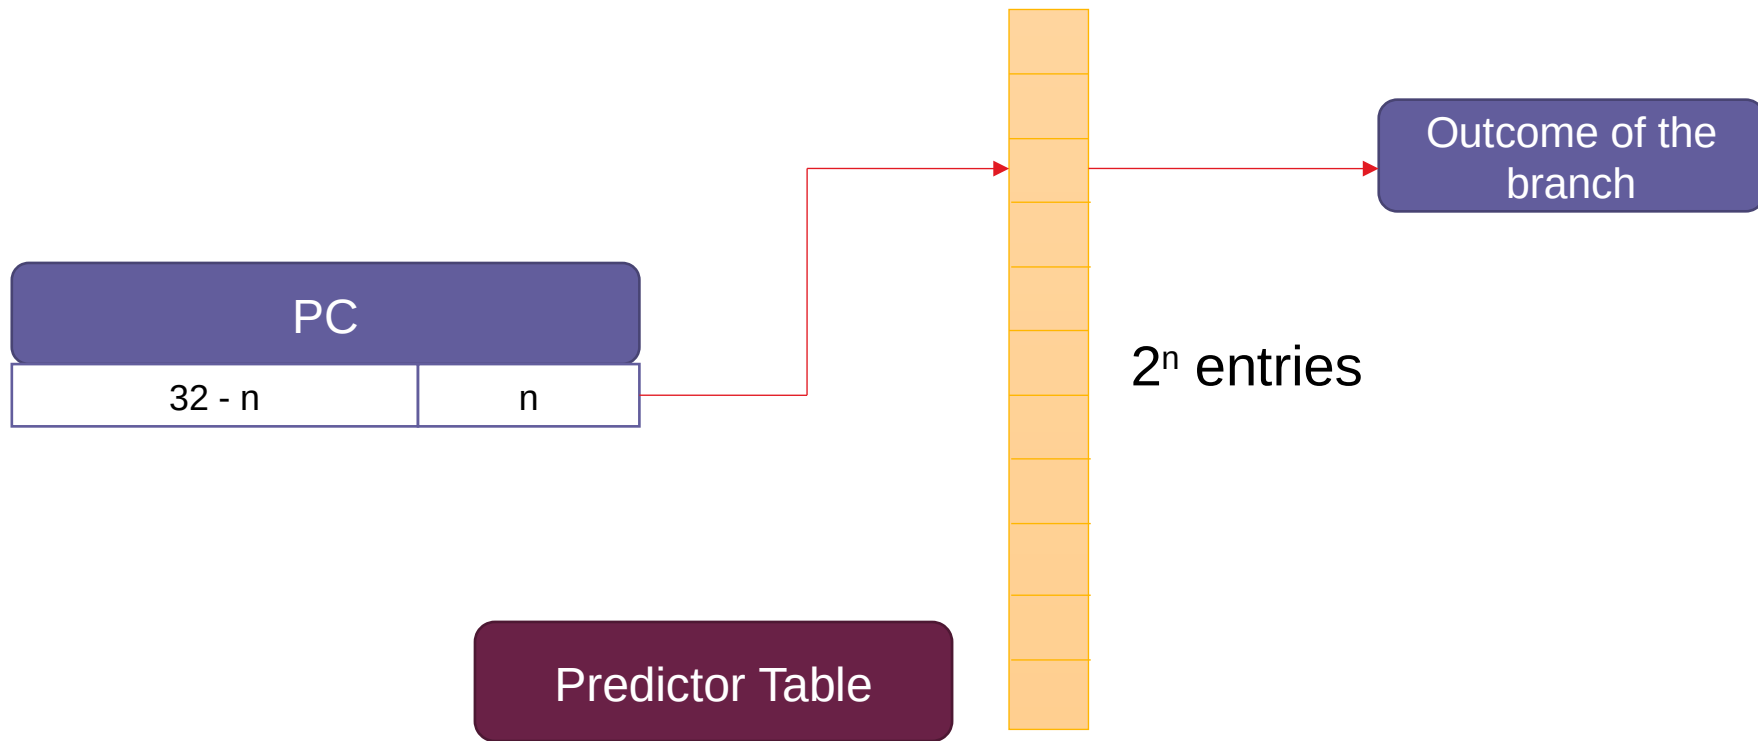 Outcome of the
branch
PC
32 - n
n
2ⁿ entries
Predictor Table